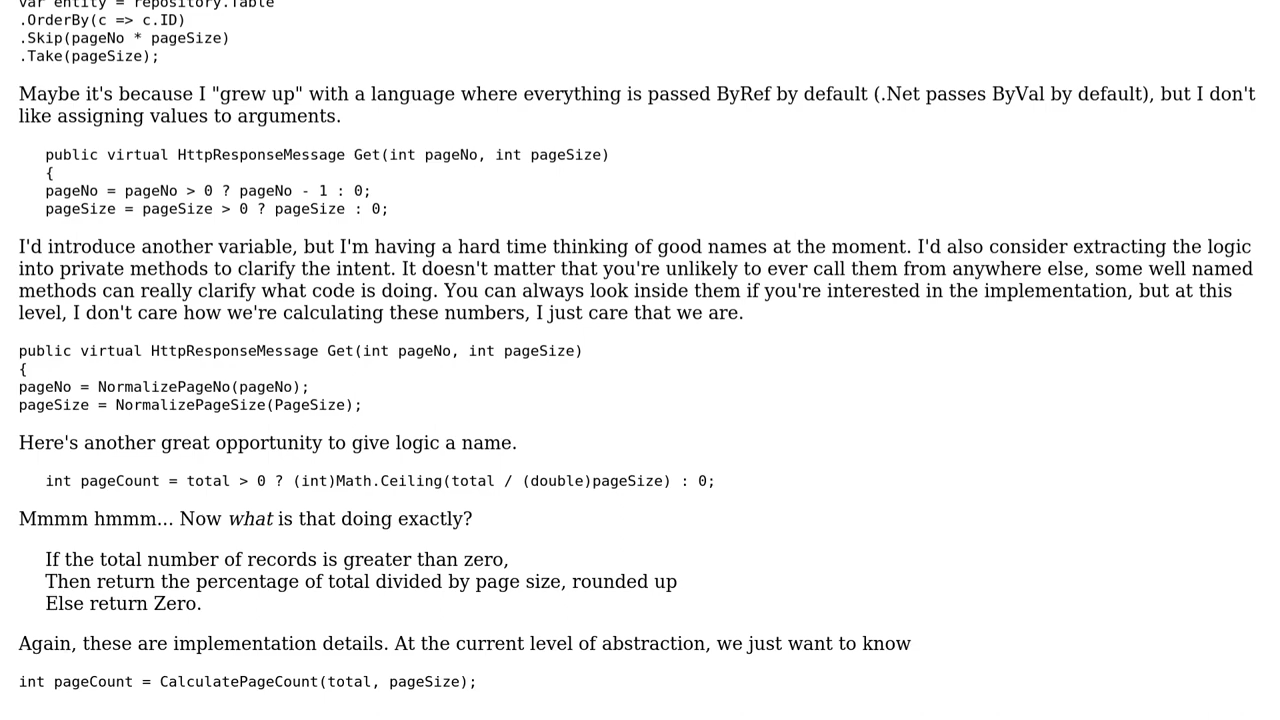 var entity = repository.Table
.OrderBy(c => c.ID)
.Skip(pageNo * pageSize)
.Take(pageSize);
Maybe it's because I "grew up" with a language where everything is passed ByRef by default (.Net passes ByVal by default), but I don't
like assigning values to arguments.
public virtual HttpResponseMessage Get(int pageNo, int pageSize)
{
pageNo = pageNo > 0 ? pageNo - 1 : 0;
pageSize = pageSize > 0 ? pageSize : 0;
I'd introduce another variable, but I'm having a hard time thinking of good names at the moment. I'd also consider extracting the logic
into private methods to clarify the intent. It doesn't matter that you're unlikely to ever call them from anywhere else, some well named
methods can really clarify what code is doing. You can always look inside them if you're interested in the implementation, but at this
level, I don't care how we're calculating these numbers, I just care that we are.
public virtual HttpResponseMessage Get(int pageNo, int pageSize)
{
pageNo = NormalizePageNo(pageNo);
pageSize = NormalizePageSize(PageSize);
Here's another great opportunity to give logic a name.
int pageCount = total > 0 ? (int)Math.Ceiling(total / (double)pageSize) : 0;
Mmmm hmmm... Now what is that doing exactly?
If the total number of records is greater than zero,
Then return the percentage of total divided by page size, rounded up
Else return Zero.
Again, these are implementation details. At the current level of abstraction, we just want to know
int pageCount = CalculatePageCount(total, pageSize);